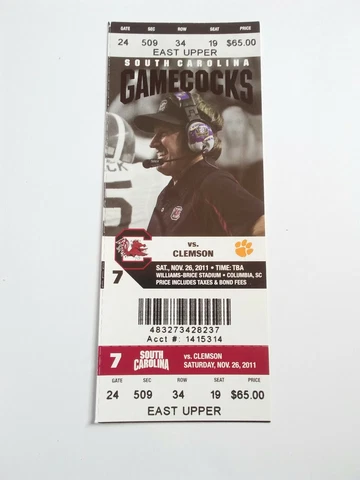 GATE SEC ROW SEAT PRICE
24 509 34 19 $65.00
EAST UPPER
SOUTH CAROLINA
GAMECOCKS
vs.
CLEMSON
7
SAT., NOV. 26, 2011 • TIME: TBA
WILLIAMS-BRICE STADIUM • COLUMBIA, SC
PRICE INCLUDES TAXES & BOND FEES
483273428237
Acct #: 1415314
7 SOUTH CAROLINA vs. CLEMSON
SATURDAY, NOV. 26, 2011
GATE SEC ROW SEAT PRICE
24 509 34 19 $65.00
EAST UPPER